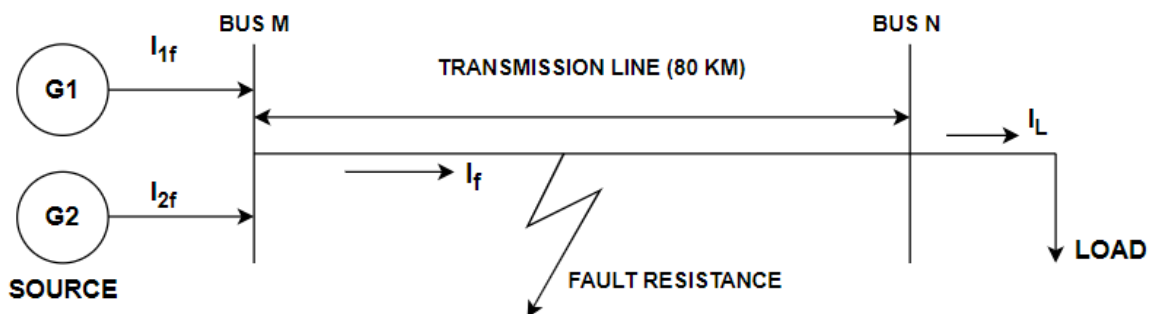 BUS M
BUS N
I1f
G1
TRANSMISSION LINE (80 KM)
IL
If
I2f
G2
SOURCE
LOAD
FAULT RESISTANCE